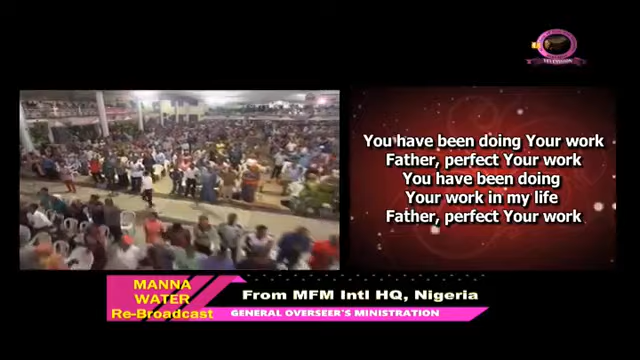 TELEVISION
You have been doing Your work
Father, perfect Your work
You have been doing
Your work in my life
Father, perfect Your work
MANNA
WATER
Re-Broadcast
From MFM Intl HQ, Nigeria
GENERAL OVERSEER'S MINISTRATION